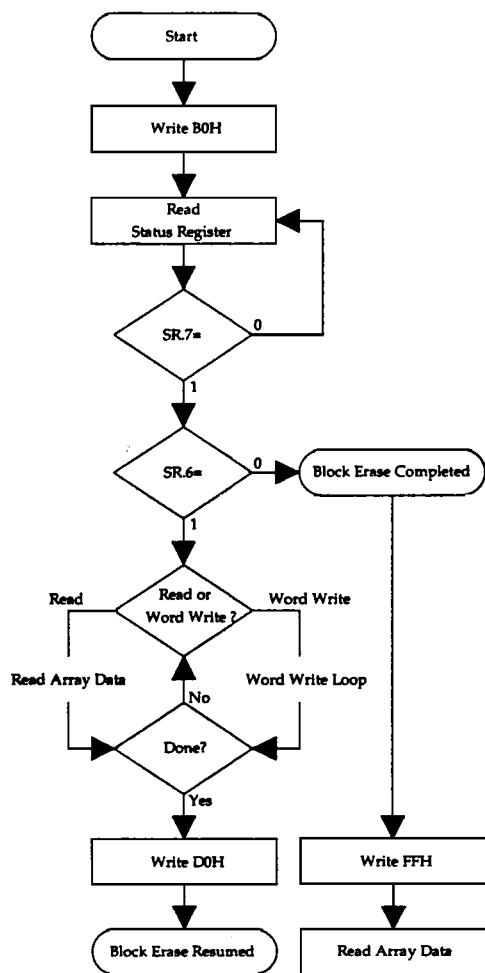 Start
Write B0H
Read
Status Register
SR.7=
0
1
SR.6=
0
Block Erase Completed
1
Read
Read or
Word Write ?
Word Write
Read Array Data
Word Write Loop
No
Done?
Yes
Write D0H
Write FFH
Block Erase Resumed
Read Array Data